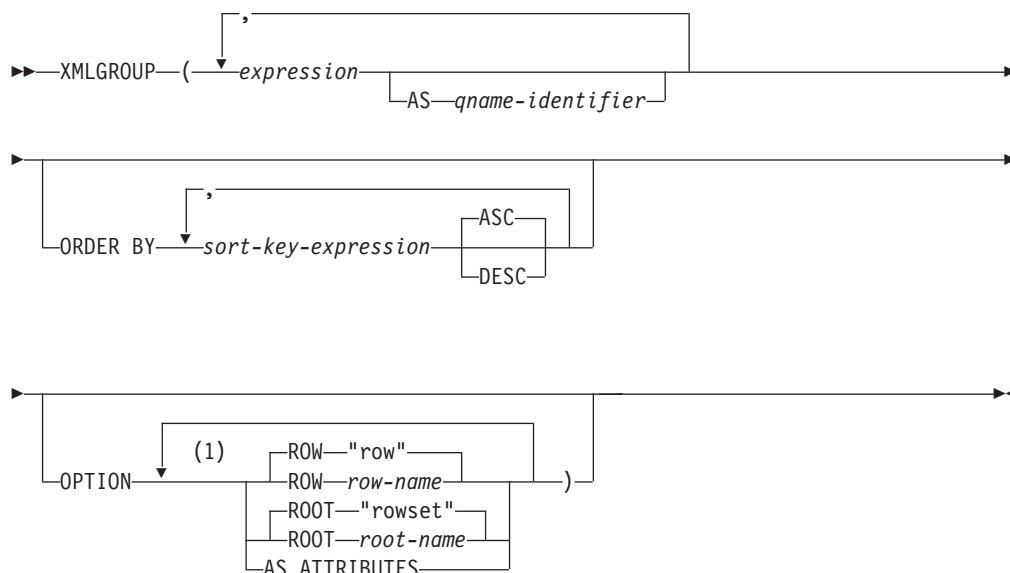 ,
XMLGROUP ( expression
AS qname-identifier
,
ORDER BY sort-key-expression ASC
DESC
OPTION (1) ROW "row"
ROW row-name )
ROOT "rowset"
ROOT root-name
AS ATTRIBUTES